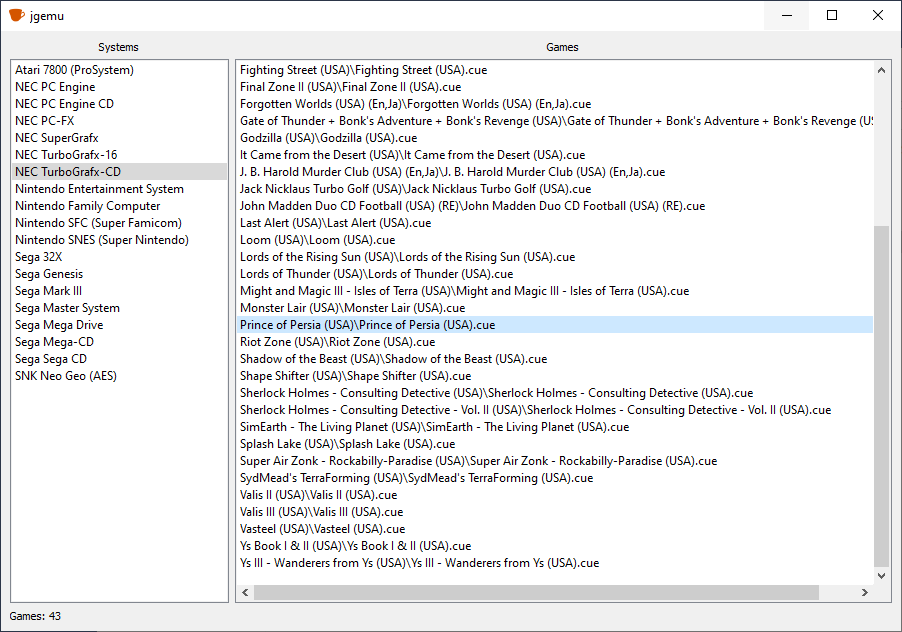 jgemu
Systems
Games
Atari 7800 (ProSystem)
NEC PC Engine
NEC PC Engine CD
NEC PC-FX
NEC SuperGrafx
NEC TurboGrafx-16
NEC TurboGrafx-CD
Nintendo Entertainment System
Nintendo Family Computer
Nintendo SFC (Super Famicom)
Nintendo SNES (Super Nintendo)
Sega 32X
Sega Genesis
Sega Mark III
Sega Master System
Sega Mega Drive
Sega Mega-CD
Sega Sega CD
SNK Neo Geo (AES)
Fighting Street (USA)\Fighting Street (USA).cue
Final Zone II (USA)\Final Zone II (USA).cue
Forgotten Worlds (USA) (En,Ja)\Forgotten Worlds (USA) (En,Ja).cue
Gate of Thunder + Bonk's Adventure + Bonk's Revenge (USA)\Gate of Thunder + Bonk's Adventure + Bonk's Revenge (US
Godzilla (USA)\Godzilla (USA).cue
It Came from the Desert (USA)\It Came from the Desert (USA).cue
J. B. Harold Murder Club (USA) (En,Ja)\J. B. Harold Murder Club (USA) (En,Ja).cue
Jack Nicklaus Turbo Golf (USA)\Jack Nicklaus Turbo Golf (USA).cue
John Madden Duo CD Football (USA) (RE)\John Madden Duo CD Football (USA) (RE).cue
Last Alert (USA)\Last Alert (USA).cue
Loom (USA)\Loom (USA).cue
Lords of the Rising Sun (USA)\Lords of the Rising Sun (USA).cue
Lords of Thunder (USA)\Lords of Thunder (USA).cue
Might and Magic III - Isles of Terra (USA)\Might and Magic III - Isles of Terra (USA).cue
Monster Lair (USA)\Monster Lair (USA).cue
Prince of Persia (USA)\Prince of Persia (USA).cue
Riot Zone (USA)\Riot Zone (USA).cue
Shadow of the Beast (USA)\Shadow of the Beast (USA).cue
Shape Shifter (USA)\Shape Shifter (USA).cue
Sherlock Holmes - Consulting Detective (USA)\Sherlock Holmes - Consulting Detective (USA).cue
Sherlock Holmes - Consulting Detective - Vol. II (USA)\Sherlock Holmes - Consulting Detective - Vol. II (USA).cue
SimEarth - The Living Planet (USA)\SimEarth - The Living Planet (USA).cue
Splash Lake (USA)\Splash Lake (USA).cue
Super Air Zonk - Rockabilly-Paradise (USA)\Super Air Zonk - Rockabilly-Paradise (USA).cue
SydMead's TerraForming (USA)\SydMead's TerraForming (USA).cue
Valis II (USA)\Valis II (USA).cue
Valis III (USA)\Valis III (USA).cue
Vasteel (USA)\Vasteel (USA).cue
Ys Book I & II (USA)\Ys Book I & II (USA).cue
Ys III - Wanderers from Ys (USA)\Ys III - Wanderers from Ys (USA).cue
Games: 43